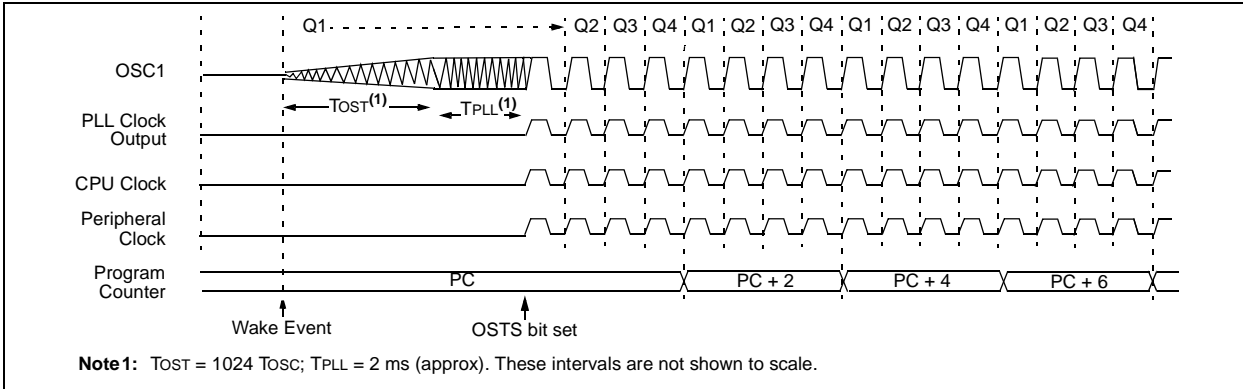 Q1 Q2 Q3 Q4 Q1 Q2 Q3 Q4 Q1 Q2 Q3 Q4 Q1 Q2 Q3 Q4
OSC1
TOST(1) TPLL(1)
PLL Clock
Output
CPU Clock
Peripheral
Clock
Program
Counter
PC PC + 2 PC + 4 PC + 6
Wake Event OSTS bit set
Note1: TOST = 1024 TOSC; TPLL = 2 ms (approx). These intervals are not shown to scale.